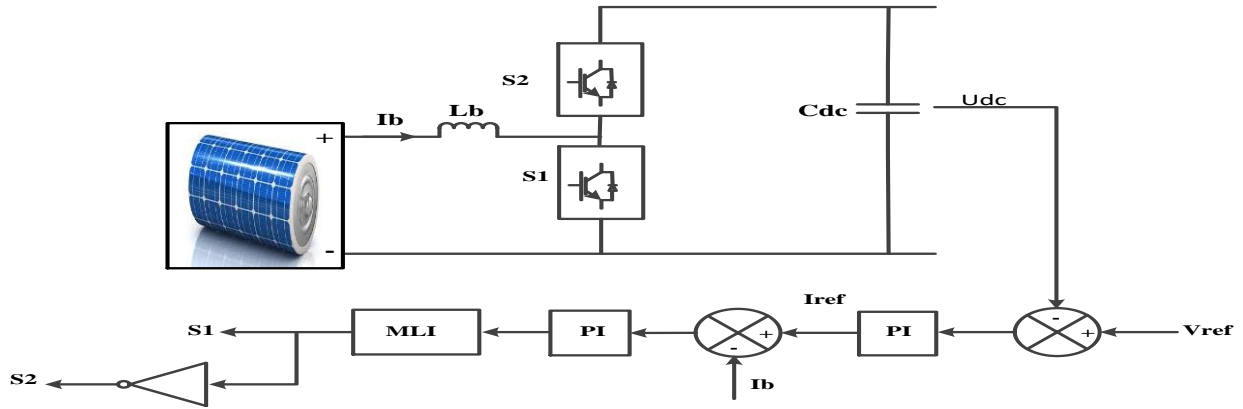 S2
Cdc
Udc
Ib
Lb
+
S1
-
Iref
-
S1
MLI
PI
+
PI
+
Vref
-
S2
Ib